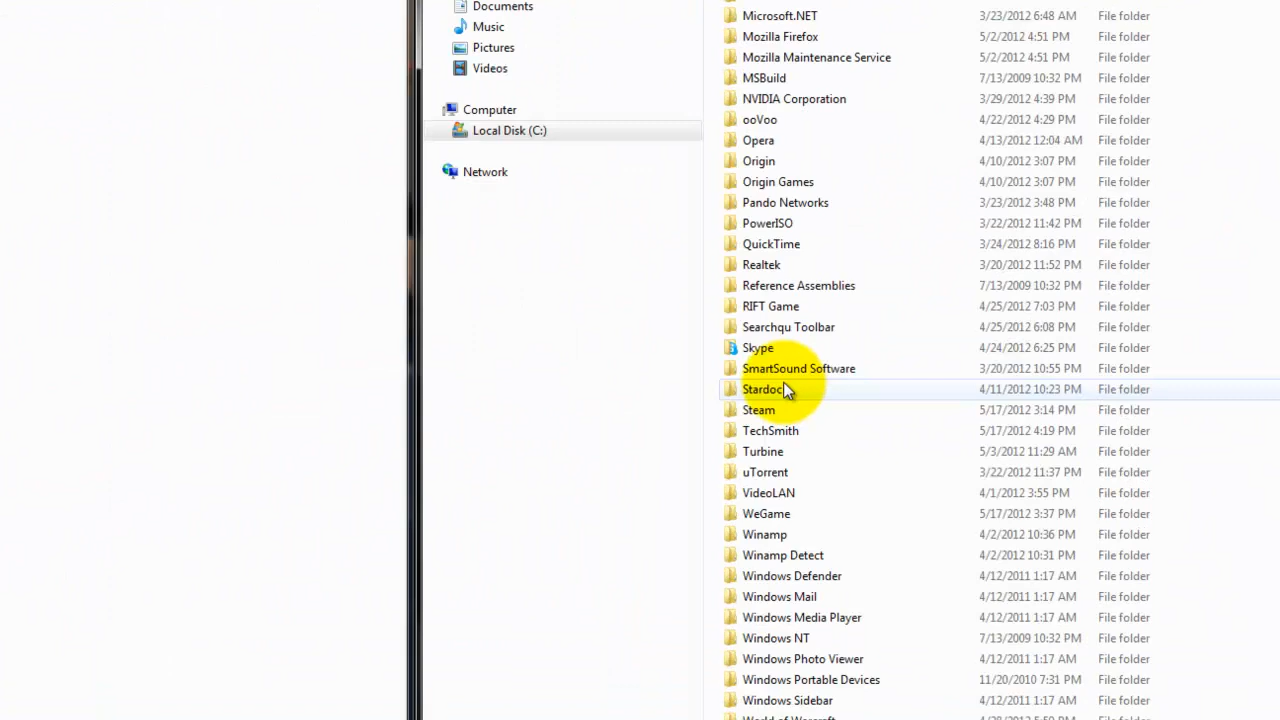 Documents
Music
Pictures
Videos
Computer
Local Disk (C:)
Network
Microsoft.NET 3/23/2012 6:48 AM File folder
Mozilla Firefox 5/2/2012 4:51 PM File folder
Mozilla Maintenance Service 5/2/2012 4:51 PM File folder
MSBuild 7/13/2009 10:32 PM File folder
NVIDIA Corporation 3/29/2012 4:39 PM File folder
ooVoo 4/22/2012 4:29 PM File folder
Opera 4/13/2012 12:04 AM File folder
Origin 4/10/2012 3:07 PM File folder
Origin Games 4/10/2012 3:07 PM File folder
Pando Networks 3/23/2012 3:48 PM File folder
PowerISO 3/22/2012 11:42 PM File folder
QuickTime 3/24/2012 8:16 PM File folder
Realtek 3/20/2012 11:52 PM File folder
Reference Assemblies 7/13/2009 10:32 PM File folder
RIFT Game 4/25/2012 7:03 PM File folder
Searchqu Toolbar 4/25/2012 6:08 PM File folder
Skype 4/24/2012 6:25 PM File folder
SmartSound Software 3/20/2012 10:55 PM File folder
Stardoc 4/11/2012 10:23 PM File folder
Steam 5/17/2012 3:14 PM File folder
TechSmith 5/17/2012 4:19 PM File folder
Turbine 5/3/2012 11:29 AM File folder
uTorrent 3/22/2012 11:37 PM File folder
VideoLAN 4/1/2012 3:55 PM File folder
WeGame 5/17/2012 3:37 PM File folder
Winamp 4/2/2012 10:36 PM File folder
Winamp Detect 4/2/2012 10:31 PM File folder
Windows Defender 4/12/2011 1:17 AM File folder
Windows Mail 4/12/2011 1:17 AM File folder
Windows Media Player 4/12/2011 1:17 AM File folder
Windows NT 7/13/2009 10:32 PM File folder
Windows Photo Viewer 4/12/2011 1:17 AM File folder
Windows Portable Devices 11/20/2010 7:31 PM File folder
Windows Sidebar 4/12/2011 1:17 AM File folder
World of Warcraft 4/28/2012 5:50 PM File folder